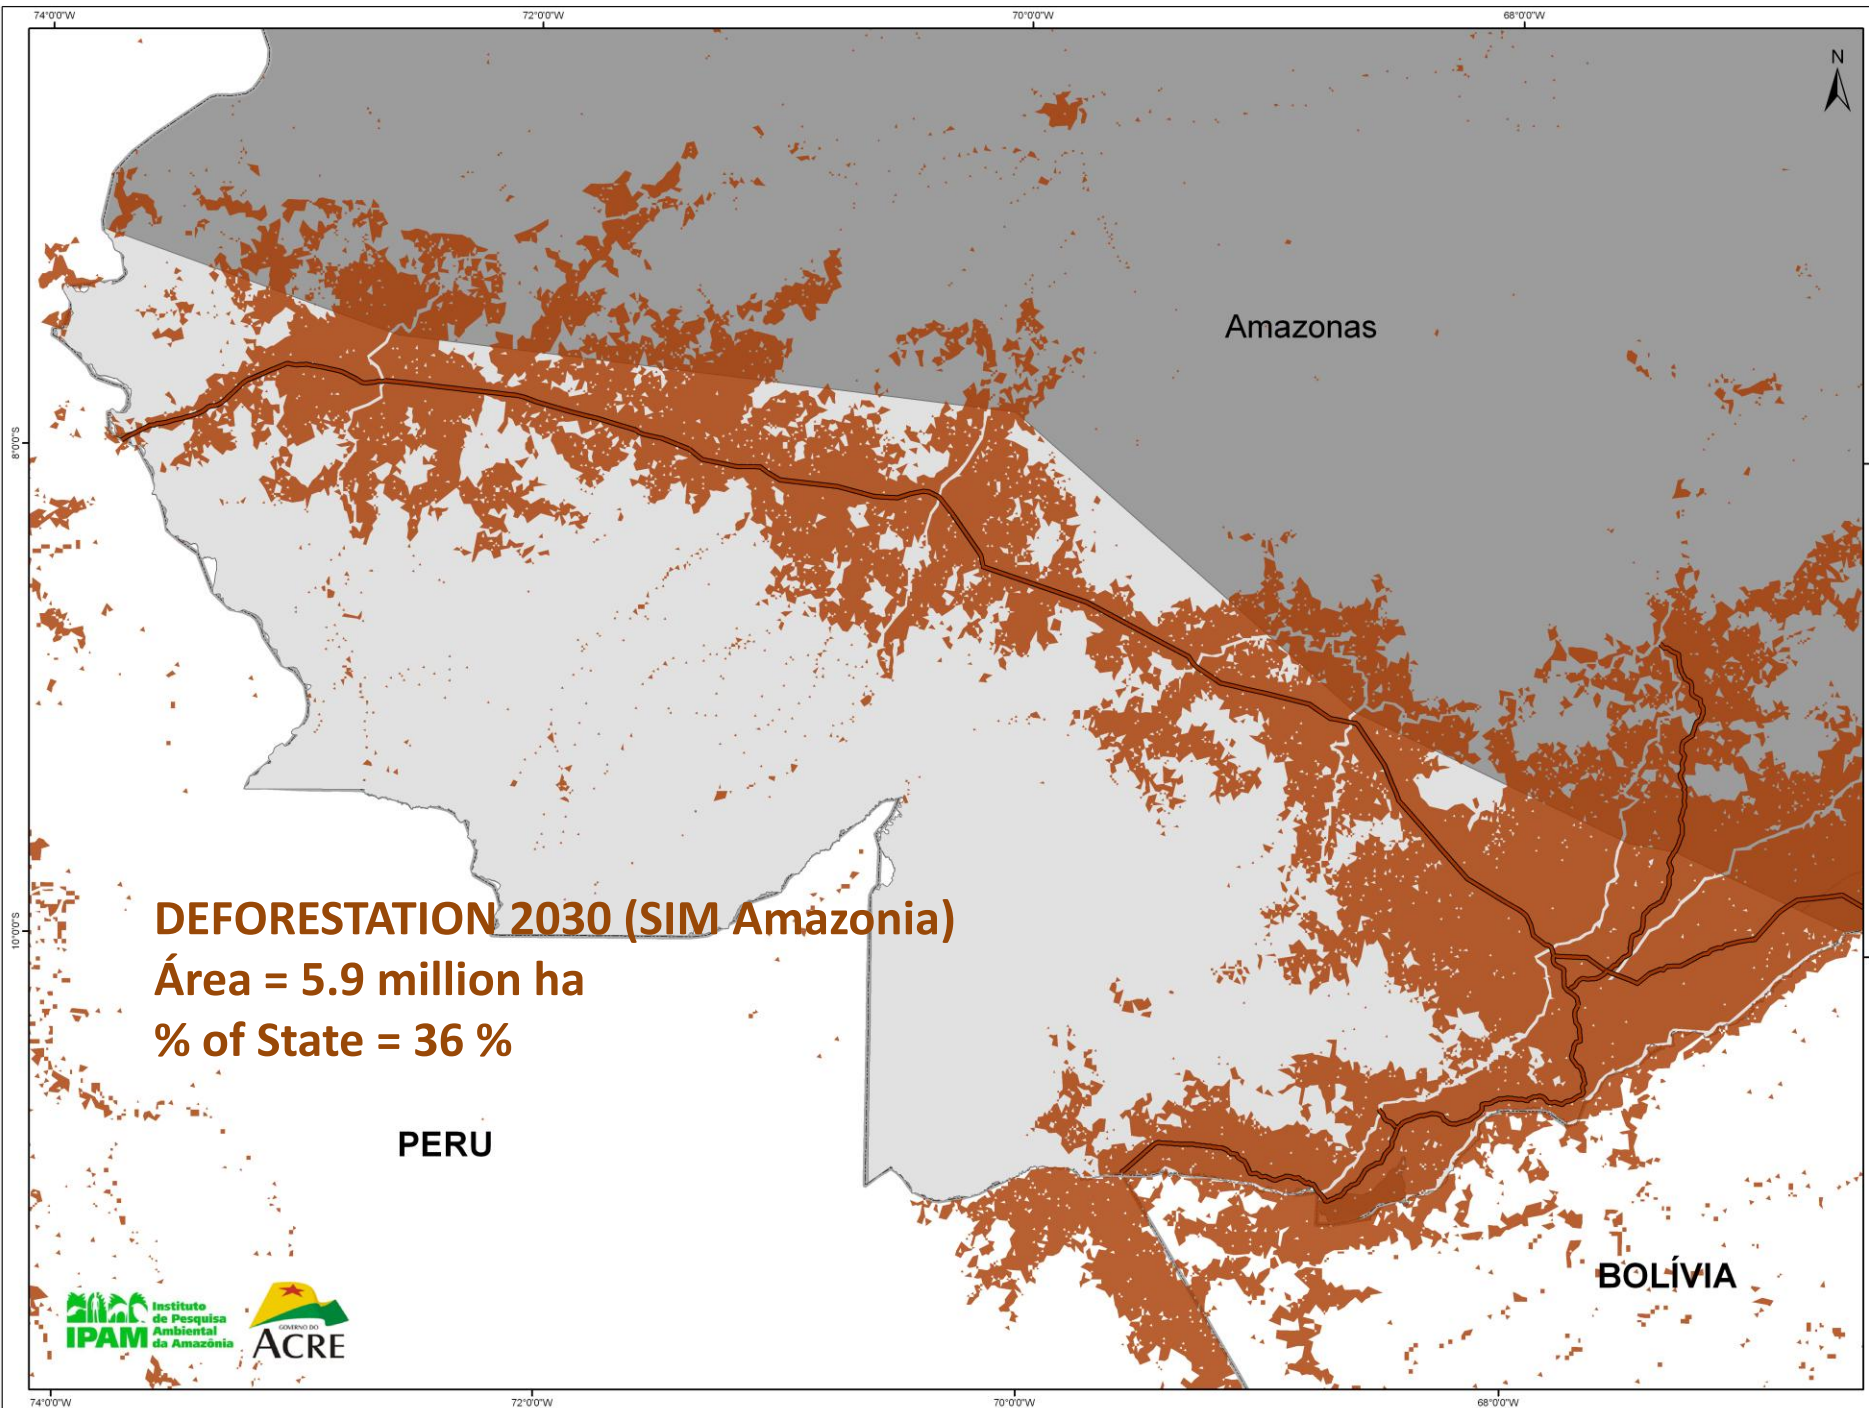 74°0'0"W
72°0'0"W
70°0'0"W
68°0'0"W
N
Amazonas
8°0'0"S
10°0'0"S
DEFORESTATION 2030 (SIM Amazonia)
Área = 5.9 million ha
% of State = 36 %
PERU
BOLÍVIA
IPAM
Instituto
de Pesquisa
Ambiental
da Amazônia
GOVERNO DO
ACRE
74°0'0"W
72°0'0"W
70°0'0"W
68°0'0"W